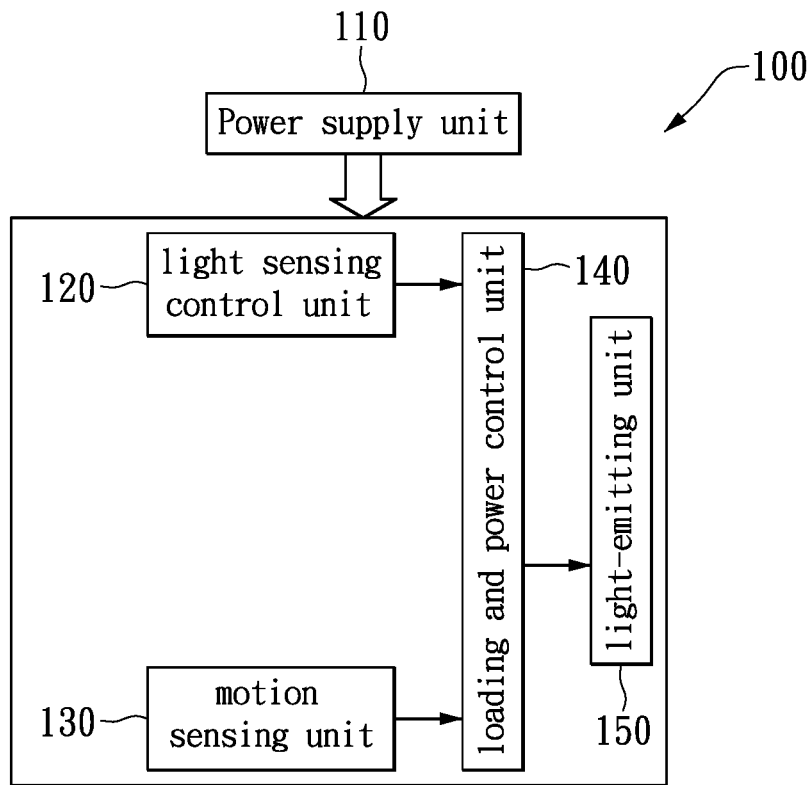 110
100
Power supply unit
120
light sensing
control unit
140
loading and power control unit
light-emitting unit
130
motion
sensing unit
150